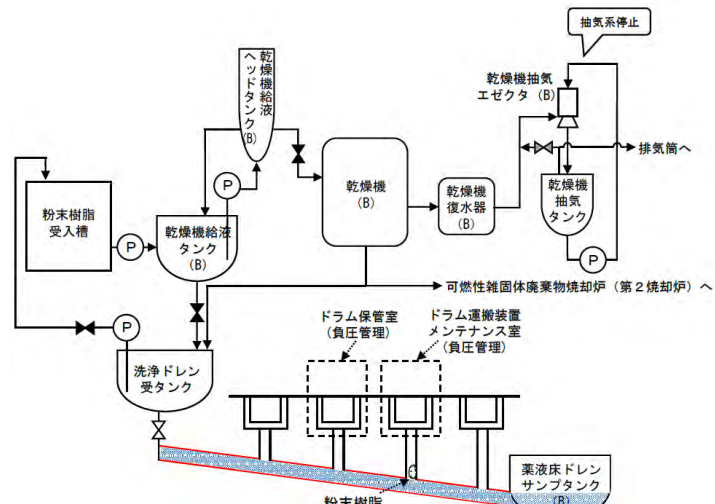 抽気系停止
乾燥機給液
ヘッドタンク
(B)
乾燥機抽気
エゼクタ (B)
排気筒へ
粉末樹脂
受入槽
P
P
乾燥機給液
タンク
(B)
乾燥機
(B)
乾燥機
復水器
(B)
乾燥機
抽気
タンク
P
可燃性雑固体廃棄物焼却炉（第２焼却炉）へ
P
洗浄ドレン
受タンク
ドラム保管室
（負圧管理）
ドラム運搬装置
メンテナンス室
（負圧管理）
粉末樹脂
薬液床ドレン
サンプタンク
(B)